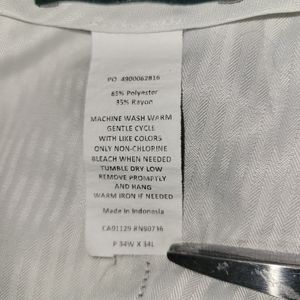 PO 4900062816
65% Polyester
35% Rayon
MACHINE WASH WARM
GENTLE CYCLE
WITH LIKE COLORS
ONLY NON-CHLORINE
BLEACH WHEN NEEDED
TUMBLE DRY LOW
REMOVE PROMPTLY
AND HANG
WARM IRON IF NEEDED
Made in Indonesia
CA01129 RN90736
P 34W X 34L